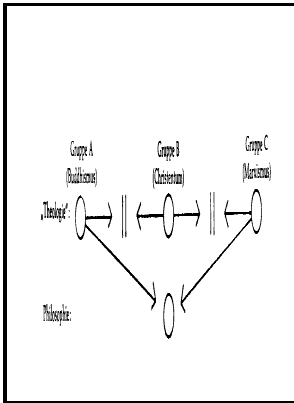 Gruppe A
(Buddhismus)
Gruppe B
(Christentum)
Gruppe C
(Marxismus)
„Theologie“:
Philosophie: